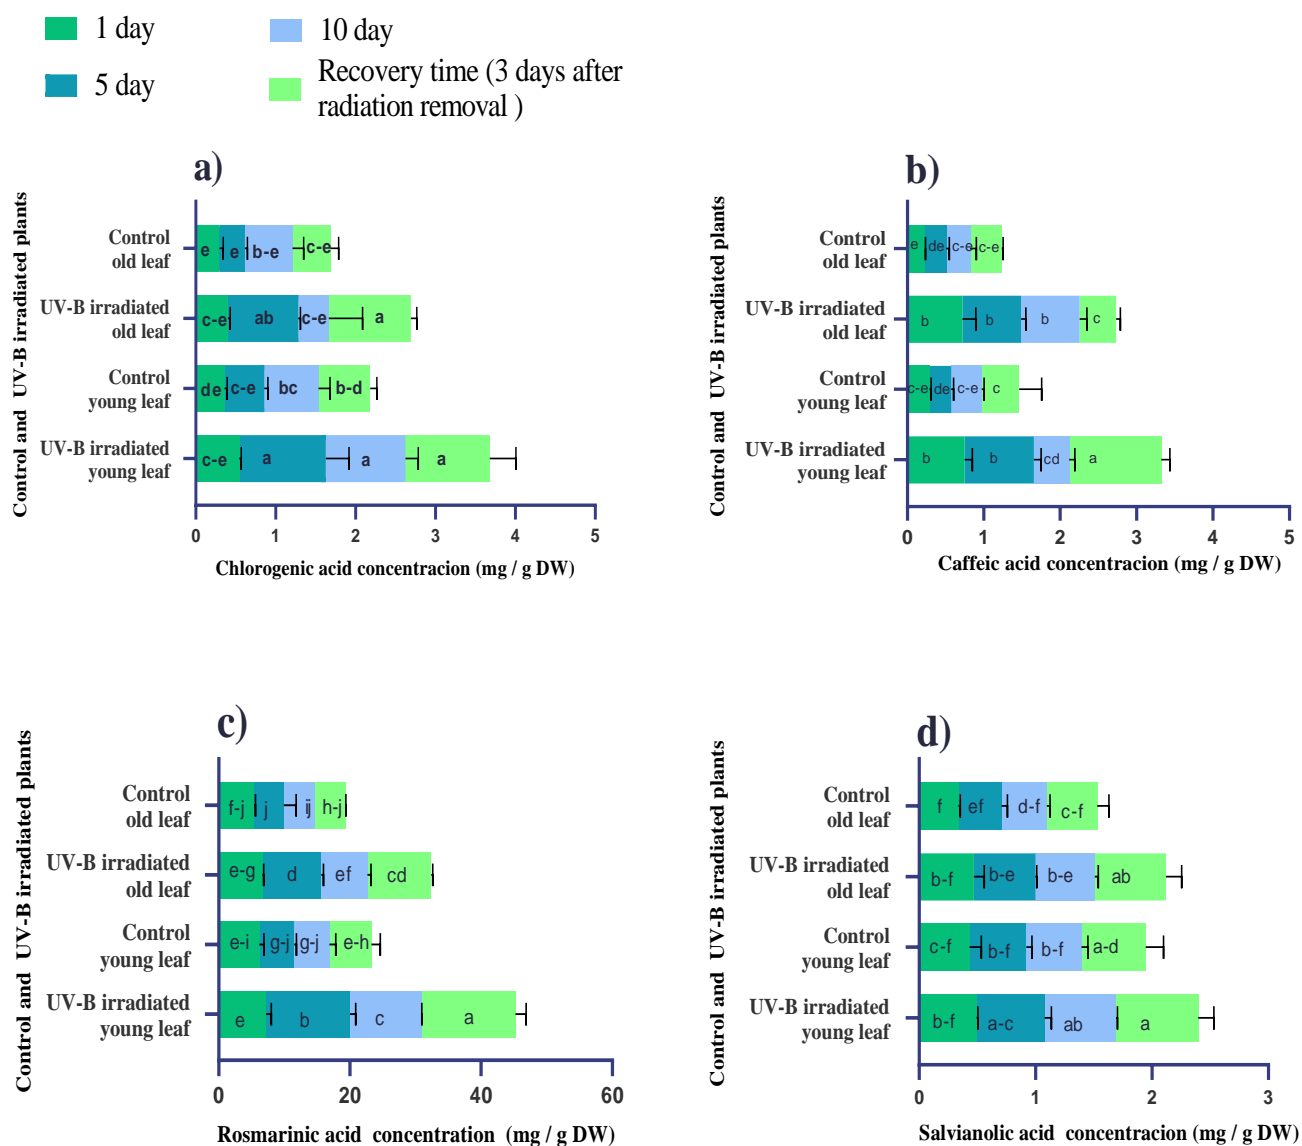 1 day
10 day
5 day
Recovery time (3 days after
radiation removal )
a)
Control and  UV-B irradiated plants
Control
old leaf
e
e
b-e
c-e
UV-B irradiated
old leaf
c-e
ab
c-e
a
Control
young leaf
de
c-e
bc
b-d
UV-B irradiated
young leaf
c-e
a
a
a
0
1
2
3
4
5
Chlorogenic acid concentracion (mg / g DW)
b)
Control and  UV-B irradiated plants
Control
old leaf
e
de
c-e
c-e
UV-B irradiated
old leaf
b
b
b
c
Control
young leaf
c-e
de
c-e
c
UV-B irradiated
young leaf
b
b
cd
a
0
1
2
3
4
5
Caffeic acid concentracion (mg / g DW)
c)
Control and  UV-B irradiated plants
Control
old leaf
f-j
j
ij
h-j
UV-B irradiated
old leaf
e-g
d
ef
cd
Control
young leaf
e-i
g-j
g-j
e-h
UV-B irradiated
young leaf
e
b
c
a
0
20
40
60
Rosmarinic acid  concentration  (mg / g DW)
d)
Control and  UV-B irradiated plants
Control
old leaf
f
ef
d-f
c-f
UV-B irradiated
old leaf
b-f
b-e
b-e
ab
Control
young leaf
c-f
b-f
b-f
a-d
UV-B irradiated
young leaf
b-f
a-c
ab
a
0
1
2
3
Salvianolic acid  concentracion (mg / g DW)